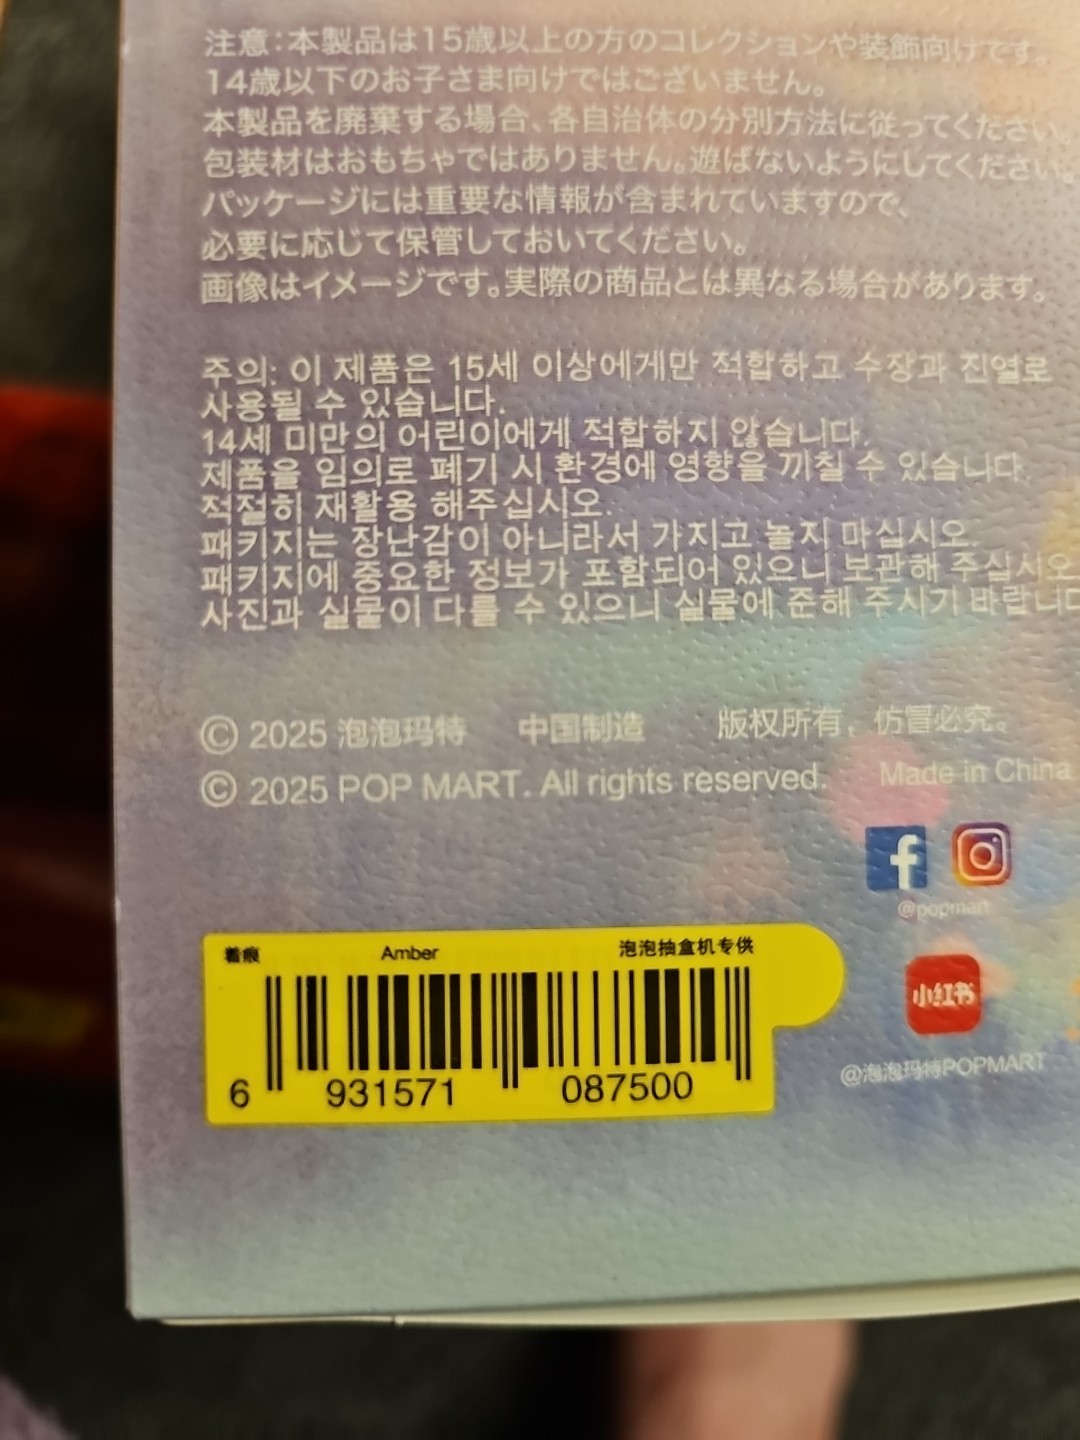 注意：本製品は15歳以上の方のコレクションや装飾向けです。
14歳以下のお子さま向けではございません。
本製品を廃棄する場合、各自治体の分別方法に従ってください。
包装材はおもちゃではありません。遊ばないようにしてください。
パッケージには重要な情報が含まれていますので、
必要に応じて保管しておいてください。
画像はイメージです。実際の商品とは異なる場合があります。
주의: 이 제품은 15세 이상에게만 적합하고 수장과 진열로
사용될 수 있습니다.
14세 미만의 어린이에게 적합하지 않습니다.
제품을 임의로 폐기 시 환경에 영향을 끼칠 수 있습니다.
적절히 재활용 해주십시오.
패키지는 장난감이 아니라서 가지고 놀지 마십시오.
패키지에 중요한 정보가 포함되어 있으니 보관해 주십시오
사진과 실물이 다를 수 있으니 실물에 준해 주시기 바랍니다
© 2025 泡泡玛特 中国制造 版权所有，仿冒必究。
© 2025 POP MART. All rights reserved. Made in China
@popmart
着痕 Amber 泡泡抽盒机专供
小红书
6 931571 087500
@泡泡玛特POPMART